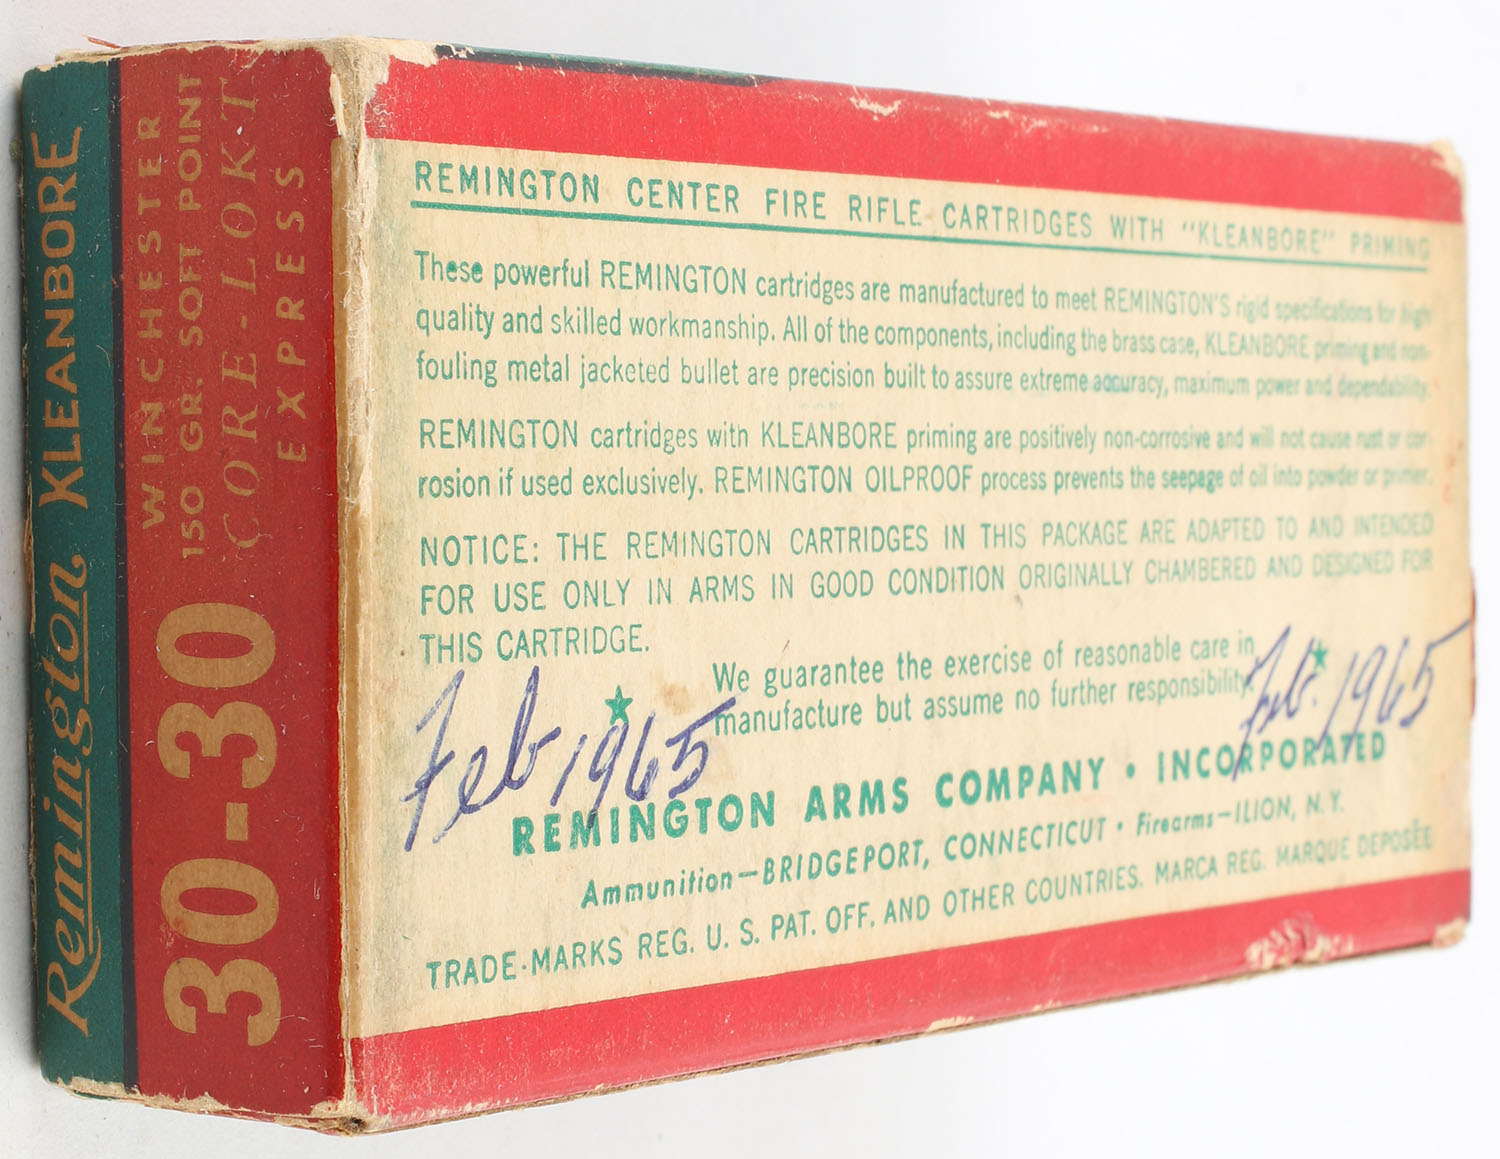 Remington KLEANBORE
30-30
WINCHESTER
150 GR. SOFT POINT
CORE-LOKT
EXPRESS
REMINGTON CENTER FIRE RIFLE CARTRIDGES WITH "KLEANBORE" PRIMING
These powerful REMINGTON cartridges are manufactured to meet REMINGTON'S rigid specifications for high
quality and skilled workmanship. All of the components, including the brass case, KLEANBORE priming and non-
fouling metal jacketed bullet are precision built to assure extreme accuracy, maximum power and dependability.
REMINGTON cartridges with KLEANBORE priming are positively non-corrosive and will not cause rust or cor-
rosion if used exclusively. REMINGTON OILPROOF process prevents the seepage of oil into powder or primer.
NOTICE: THE REMINGTON CARTRIDGES IN THIS PACKAGE ARE ADAPTED TO AND INTENDED
FOR USE ONLY IN ARMS IN GOOD CONDITION ORIGINALLY CHAMBERED AND DESIGNED FOR
THIS CARTRIDGE.
We guarantee the exercise of reasonable care in
manufacture but assume no further responsibility.
Feb 1965
Feb. 1965
REMINGTON ARMS COMPANY • INCORPORATED
Ammunition—BRIDGEPORT, CONNECTICUT • Firearms—ILION, N.Y.
TRADE-MARKS REG. U. S. PAT. OFF. AND OTHER COUNTRIES. MARCA REG. MARQUE DEPOSÉE